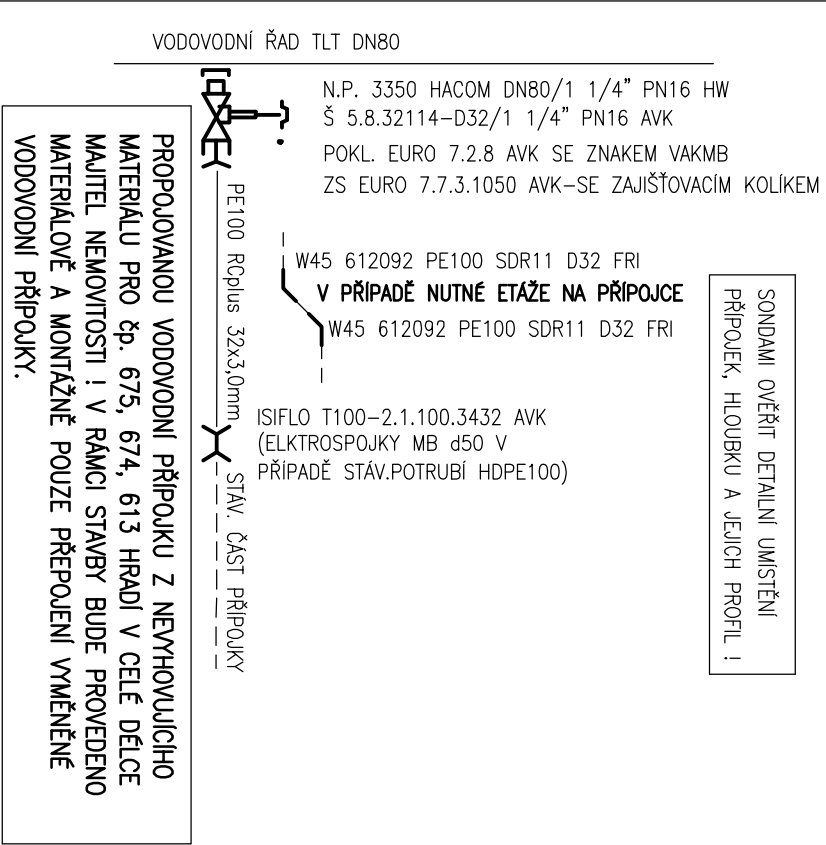 VODOVODNÍ ŘAD TLT DN80
N.P. 3350 HACOM DN80/1 1/4" PN16 HW
Š 5.8.32114-D32/1 1/4" PN16 AVK
POKL. EURO 7.2.8 AVK SE ZNAKEM VAKMB
ZS EURO 7.7.3.1050 AVK-SE ZAJIŠŤOVACÍM KOLÍKEM
PE100 RCplus 32x3,0mm
W45 612092 PE100 SDR11 D32 FRI
V PŘÍPADĚ NUTNÉ ETÁŽE NA PŘÍPOJCE
W45 612092 PE100 SDR11 D32 FRI
ISIFLO T100-2.1.100.3432 AVK
(ELKTROSPOJKY MB d50 V
PŘÍPADĚ STÁV.POTRUBÍ HDPE100)
STÁV. ČÁST PŘÍPOJKY
SONDAMI OVĚŘIT DETAILNÍ UMÍSTĚNÍ
PŘÍPOJEK, HLOUBKU A JEJICH PROFIL !
PROPOJOVANOU VODOVODNÍ PŘÍPOJKU Z NEVYHOVUJÍCÍHO
MATERIÁLU PRO čp. 675, 674, 613 HRADÍ V CELÉ DÉLCE
MAJITEL NEMOVITOSTI ! V RÁMCI STAVBY BUDE PROVEDENO
MATERIÁLOVĚ A MONTÁŽNĚ POUZE PŘEPOJENÍ VYMĚNĚNÉ
VODOVODNÍ PŘÍPOJKY.